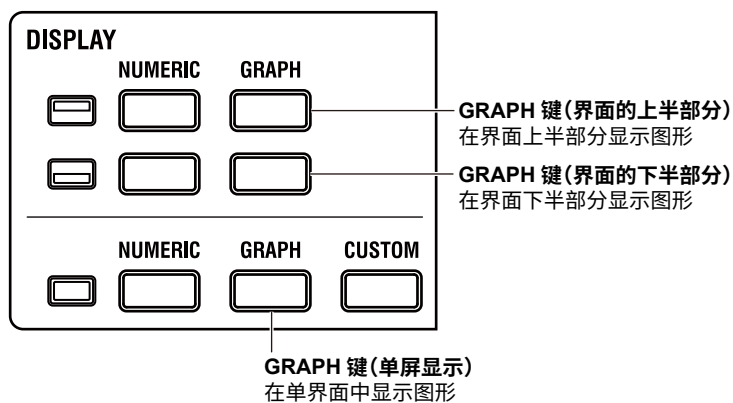 DISPLAY
NUMERIC GRAPH
GRAPH 键(界面的上半部分)
在界面上半部分显示图形
GRAPH 键(界面的下半部分)
在界面下半部分显示图形
NUMERIC GRAPH CUSTOM
GRAPH 键(单屏显示)
在单界面中显示图形